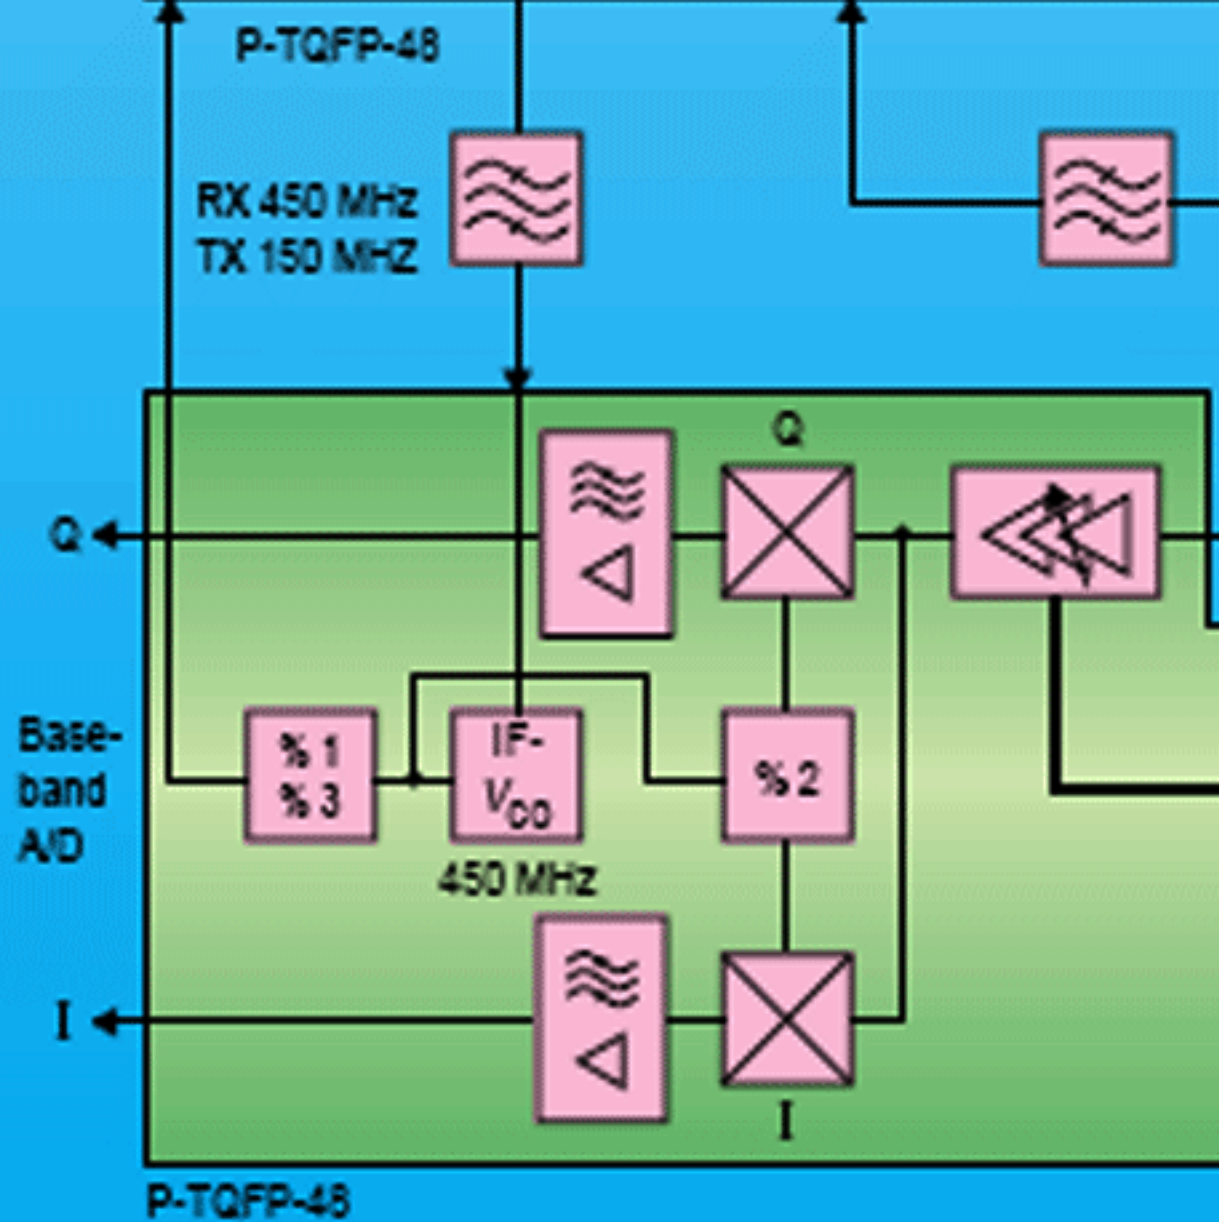 P-TQFP-48
RX 450 MHz
TX 150 MHZ
Q
Q
Base-
band
A/D
% 1
% 3
IF-
VCO
% 2
450 MHz
I
I
P-TQFP-48